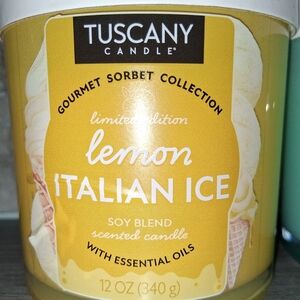 TUSCANY
CANDLE®
GOURMET SORBET COLLECTION
limited edition
lemon
ITALIAN ICE
SOY BLEND
scented candle
WITH ESSENTIAL OILS
12 OZ (340 g)